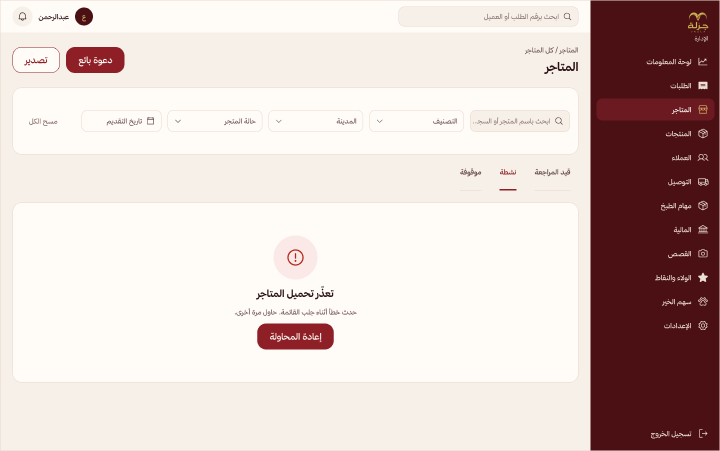 جزلة
الإدارة
لوحة المعلومات
الطلبات
المتاجر
المنتجات
العملاء
التوصيل
مهام الطبخ
المالية
القصص
الولاء والنقاط
سهم الخير
الإعدادات
تسجيل الخروج
ابحث برقم الطلب أو العميل
ع
عبدالرحمن
المتاجر / كل المتاجر
المتاجر
دعوة بائع
تصدير
ابحث باسم المتجر أو السجـ...
التصنيف
المدينة
حالة المتجر
تاريخ التقديم
مسح الكل
قيد المراجعة
نشطة
موقوفة
تعذّر تحميل المتاجر
حدث خطأ أثناء جلب القائمة. حاول مرة أخرى.
إعادة المحاولة